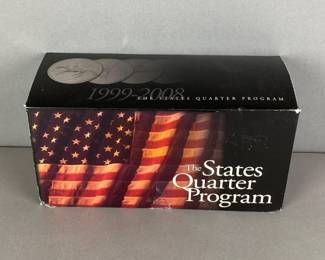 1999-2008
THE STATES QUARTER PROGRAM
The States
Quarter
Program